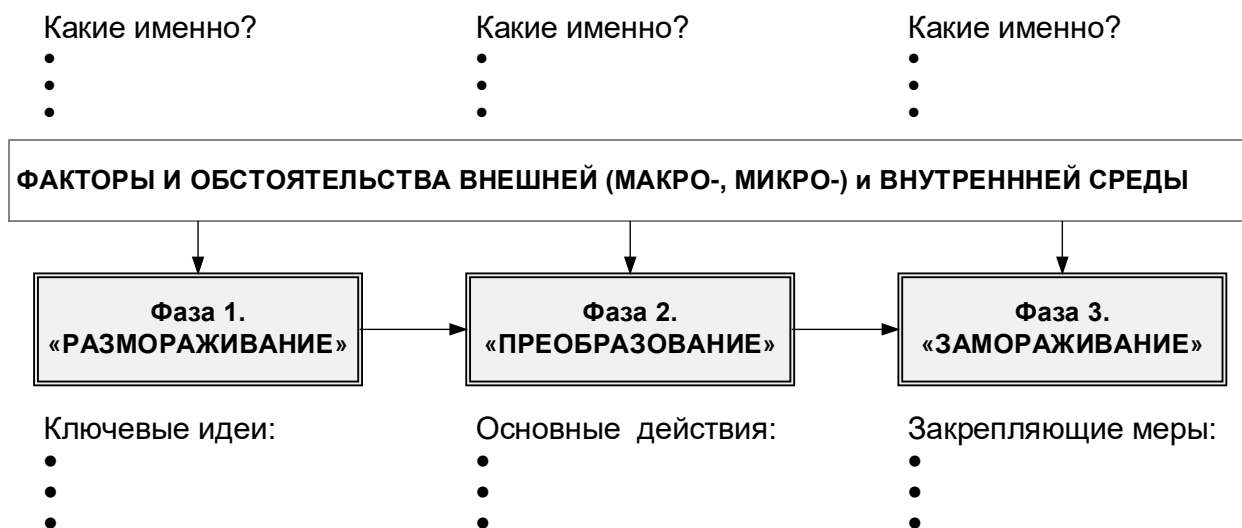 Какие именно? Какие именно? Какие именно?
• • •
• • •
• • •
ФАКТОРЫ И ОБСТОЯТЕЛЬСТВА ВНЕШНЕЙ (МАКРО-, МИКРО-) и ВНУТРЕНННЕЙ СРЕДЫ
Фаза 1.
«РАЗМОРАЖИВАНИЕ»
Фаза 2.
«ПРЕОБРАЗОВАНИЕ»
Фаза 3.
«ЗАМОРАЖИВАНИЕ»
Ключевые идеи: Основные действия: Закрепляющие меры:
• • •
• • •
• • •